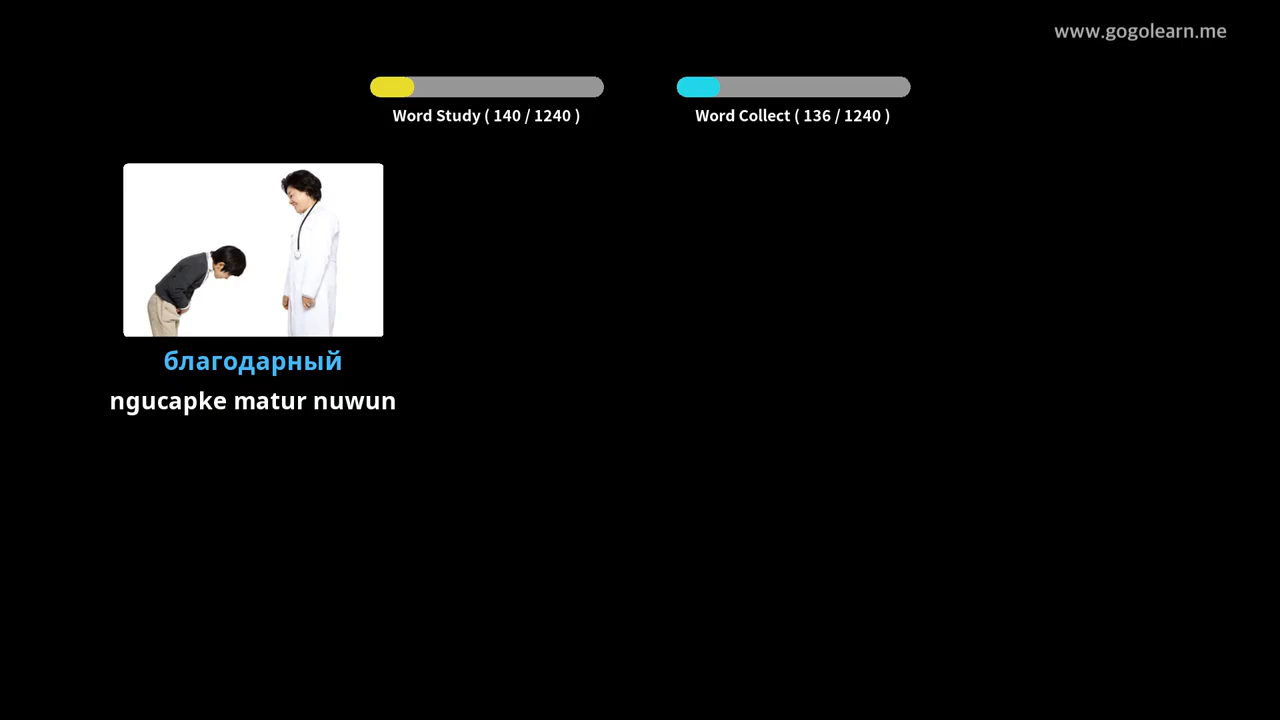 www.gogolearn.me
Word Study ( 140 / 1240 )
Word Collect ( 136 / 1240 )
благодарный
ngucapke matur nuwun